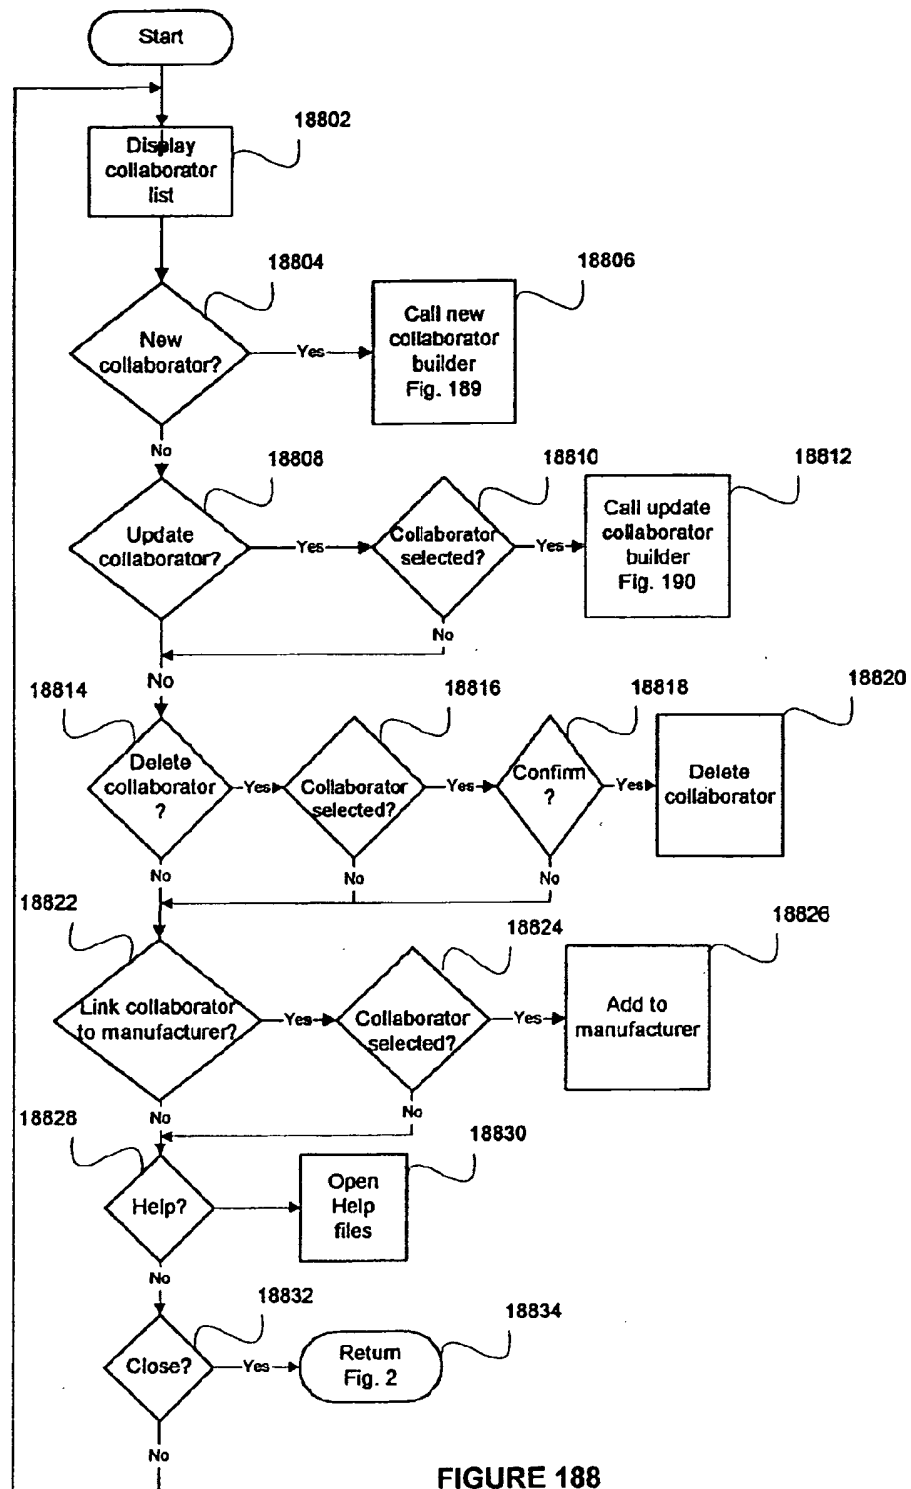 Start
18802
Display
collaborator
list
18804
18806
New
collaborator?
Yes
Call new
collaborator
builder
Fig. 189
No
18808
18810
18812
Update
collaborator?
Yes
Collaborator
selected?
Yes
Call update
collaborator
builder
Fig. 190
No
No
18814
18816
18818
18820
Delete
collaborator
?
Yes
Collaborator
selected?
Yes
Confirm
?
Yes
Delete
collaborator
No
No
No
18822
18824
18826
Link collaborator
to manufacturer?
Yes
Collaborator
selected?
Yes
Add to
manufacturer
No
No
18828
18830
Help?
Open
Help
files
No
18832
18834
Close?
Yes
Return
Fig. 2
No
FIGURE 188